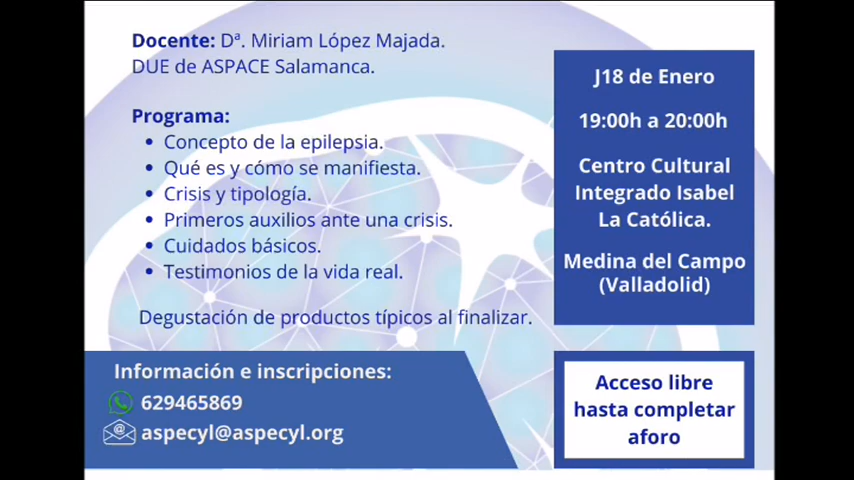 Docente: Dª. Miriam López Majada.
DUE de ASPACE Salamanca.
Programa:
• Concepto de la epilepsia.
• Qué es y cómo se manifiesta.
• Crisis y tipología.
• Primeros auxilios ante una crisis.
• Cuidados básicos.
• Testimonios de la vida real.
Degustación de productos típicos al finalizar.
Información e inscripciones:
629465869
aspecyl@aspecyl.org
J18 de Enero
19:00h a 20:00h
Centro Cultural
Integrado Isabel
La Católica.
Medina del Campo
(Valladolid)
Acceso libre
hasta completar
aforo